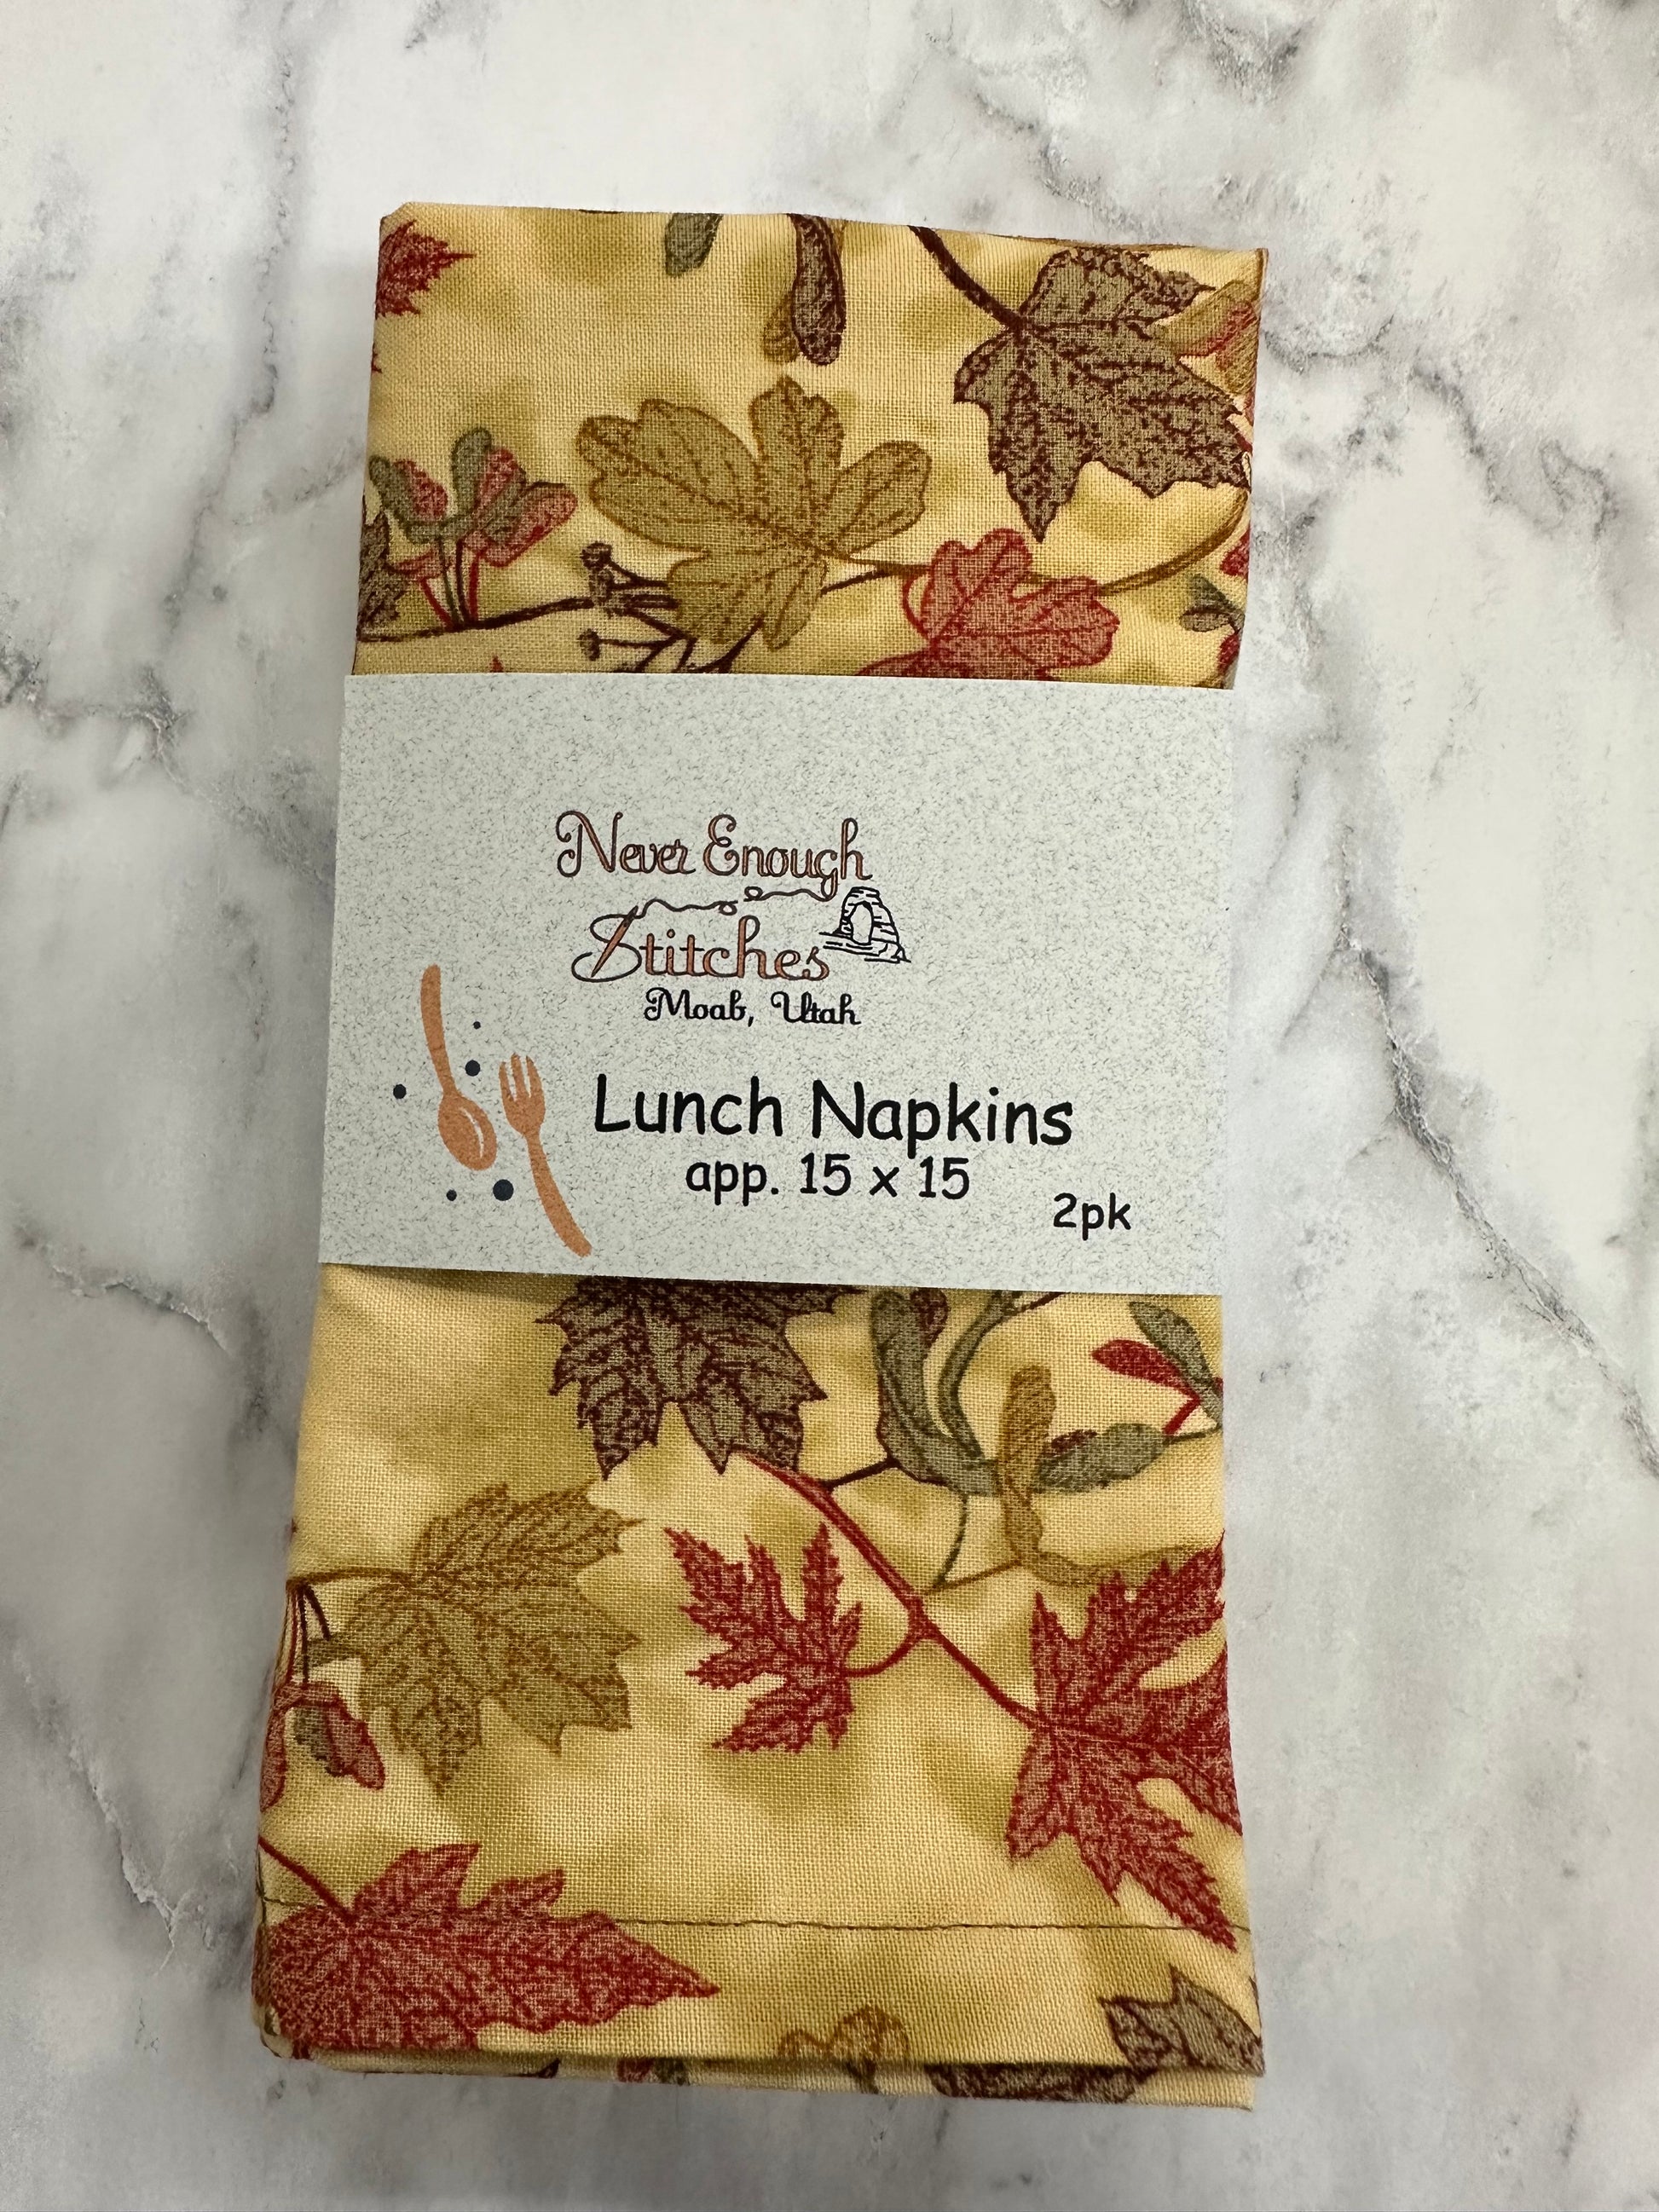 Never Enough
Stitches
Moab, Utah
Lunch Napkins
app. 15 x 15
2pk